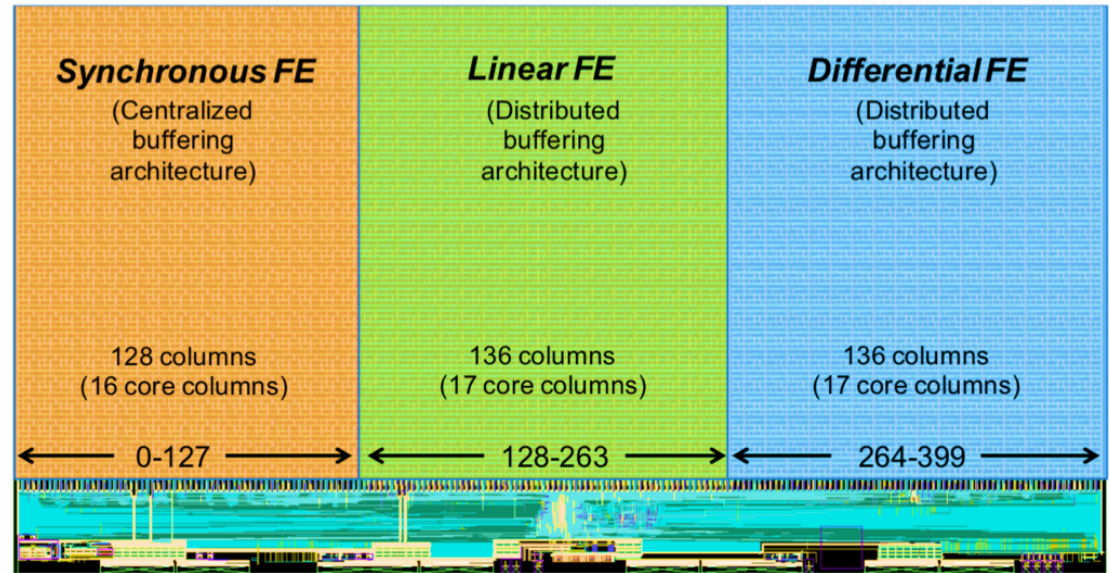 Synchronous FE
(Centralized
buffering
architecture)
128 columns
(16 core columns)
0-127
Linear FE
(Distributed
buffering
architecture)
136 columns
(17 core columns)
128-263
Differential FE
(Distributed
buffering
architecture)
136 columns
(17 core columns)
264-399